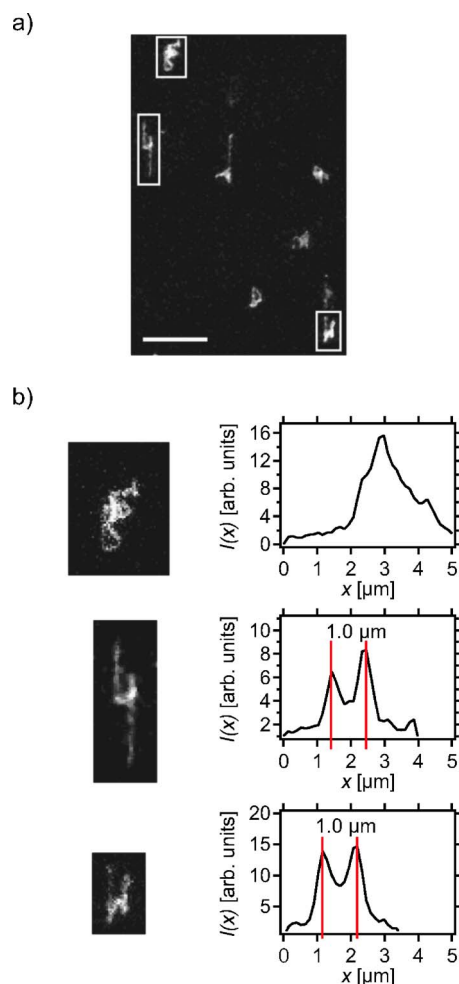 a)
b)
I(x) [arb. units]
16
12
8
4
0
0 1 2 3 4 5
x [μm]
1.0 μm
I(x) [arb. units]
10
8
6
4
2
0 1 2 3 4 5
x [μm]
1.0 μm
I(x) [arb. units]
20
15
10
5
0 1 2 3 4 5
x [μm]